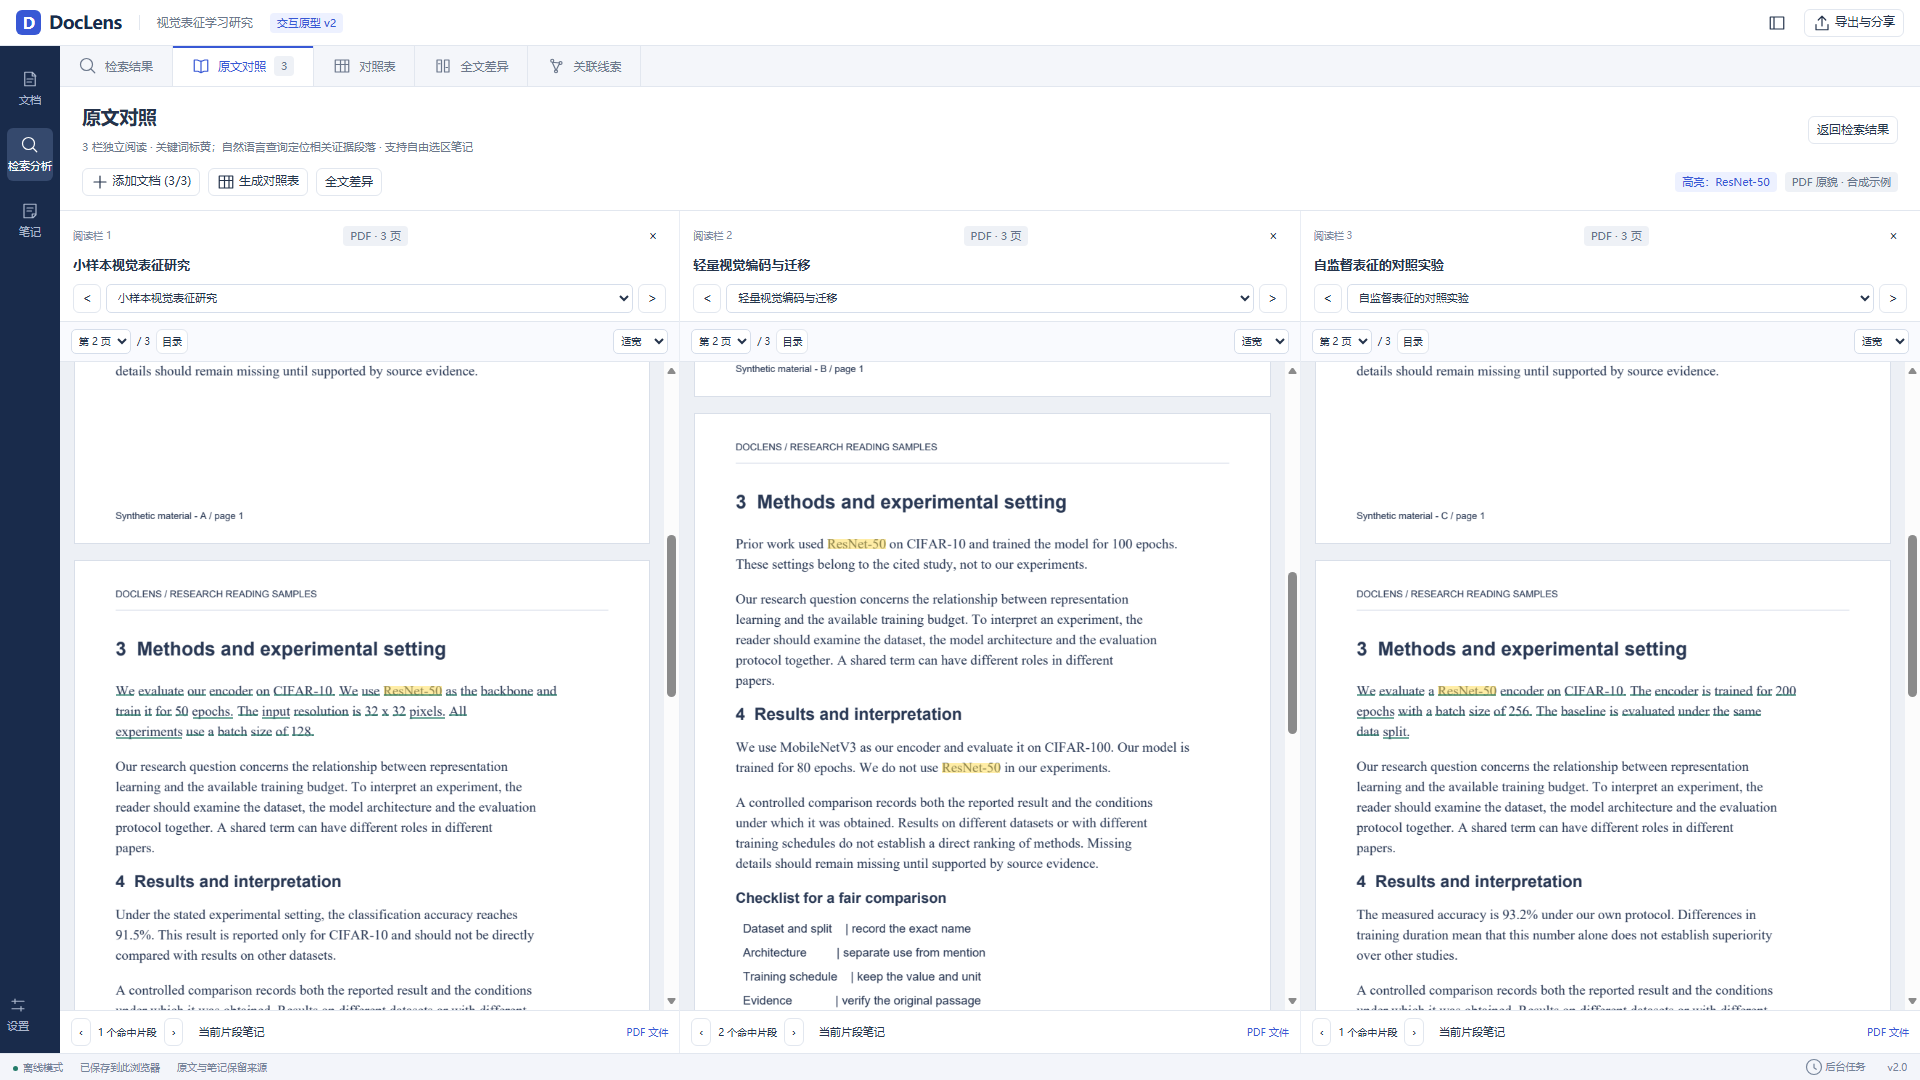 D DocLens 视觉表征学习研究 交互原型 v2 导出与分享
文档
检索分析
笔记
设置
检索结果 原文对照 3 对照表 全文差异 关联线索
原文对照
3 栏独立阅读 · 关键词标黄；自然语言查询定位相关证据段落 · 支持自由选区笔记
返回检索结果
添加文档 (3/3) 生成对照表 全文差异 高亮：ResNet-50 PDF 原貌 · 合成示例
阅读栏 1 PDF · 3 页 ×
小样本视觉表征研究
< 小样本视觉表征研究 >
第 2 页 / 3 目录 适宽
details should remain missing until supported by source evidence.
Synthetic material - A / page 1
DOCLENS / RESEARCH READING SAMPLES
3 Methods and experimental setting
We evaluate our encoder on CIFAR-10. We use ResNet-50 as the backbone and
train it for 50 epochs. The input resolution is 32 x 32 pixels. All
experiments use a batch size of 128.
Our research question concerns the relationship between representation
learning and the available training budget. To interpret an experiment, the
reader should examine the dataset, the model architecture and the evaluation
protocol together. A shared term can have different roles in different
papers.
4 Results and interpretation
Under the stated experimental setting, the classification accuracy reaches
91.5%. This result is reported only for CIFAR-10 and should not be directly
compared with results on other datasets.
A controlled comparison records both the reported result and the conditions
under which it was obtained. Results on different datasets or with different
‹ 1 个命中片段 › 当前片段笔记 PDF 文件
阅读栏 2 PDF · 3 页 ×
轻量视觉编码与迁移
< 轻量视觉编码与迁移 >
第 2 页 / 3 目录 适宽
Synthetic material - B / page 1
DOCLENS / RESEARCH READING SAMPLES
3 Methods and experimental setting
Prior work used ResNet-50 on CIFAR-10 and trained the model for 100 epochs.
These settings belong to the cited study, not to our experiments.
Our research question concerns the relationship between representation
learning and the available training budget. To interpret an experiment, the
reader should examine the dataset, the model architecture and the evaluation
protocol together. A shared term can have different roles in different
papers.
4 Results and interpretation
We use MobileNetV3 as our encoder and evaluate it on CIFAR-100. Our model is
trained for 80 epochs. We do not use ResNet-50 in our experiments.
A controlled comparison records both the reported result and the conditions
under which it was obtained. Results on different datasets or with different
training schedules do not establish a direct ranking of methods. Missing
details should remain missing until supported by source evidence.
Checklist for a fair comparison
Dataset and split | record the exact name
Architecture | separate use from mention
Training schedule | keep the value and unit
Evidence | verify the original passage
‹ 2 个命中片段 › 当前片段笔记 PDF 文件
阅读栏 3 PDF · 3 页 ×
自监督表征的对照实验
< 自监督表征的对照实验 >
第 2 页 / 3 目录 适宽
details should remain missing until supported by source evidence.
Synthetic material - C / page 1
DOCLENS / RESEARCH READING SAMPLES
3 Methods and experimental setting
We evaluate a ResNet-50 encoder on CIFAR-10. The encoder is trained for 200
epochs with a batch size of 256. The baseline is evaluated under the same
data split.
Our research question concerns the relationship between representation
learning and the available training budget. To interpret an experiment, the
reader should examine the dataset, the model architecture and the evaluation
protocol together. A shared term can have different roles in different
papers.
4 Results and interpretation
The measured accuracy is 93.2% under our own protocol. Differences in
training duration mean that this number alone does not establish superiority
over other studies.
A controlled comparison records both the reported result and the conditions
under which it was obtained. Results on different datasets or with different
‹ 1 个命中片段 › 当前片段笔记 PDF 文件
离线模式 已保存到此浏览器 原文与笔记保留来源 后台任务 v2.0